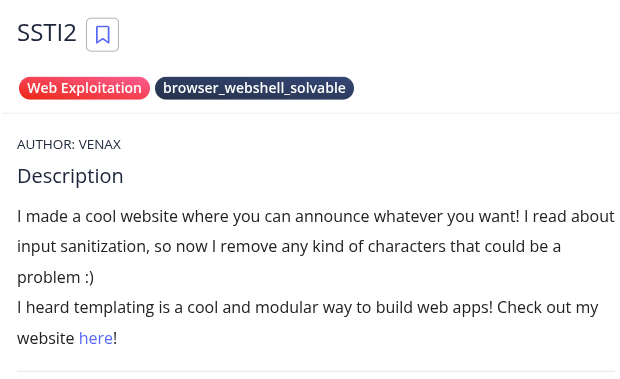 SSTI2
Web Exploitation browser_webshell_solvable
AUTHOR: VENAX
Description
I made a cool website where you can announce whatever you want! I read about
input sanitization, so now I remove any kind of characters that could be a
problem :)
I heard templating is a cool and modular way to build web apps! Check out my
website here!